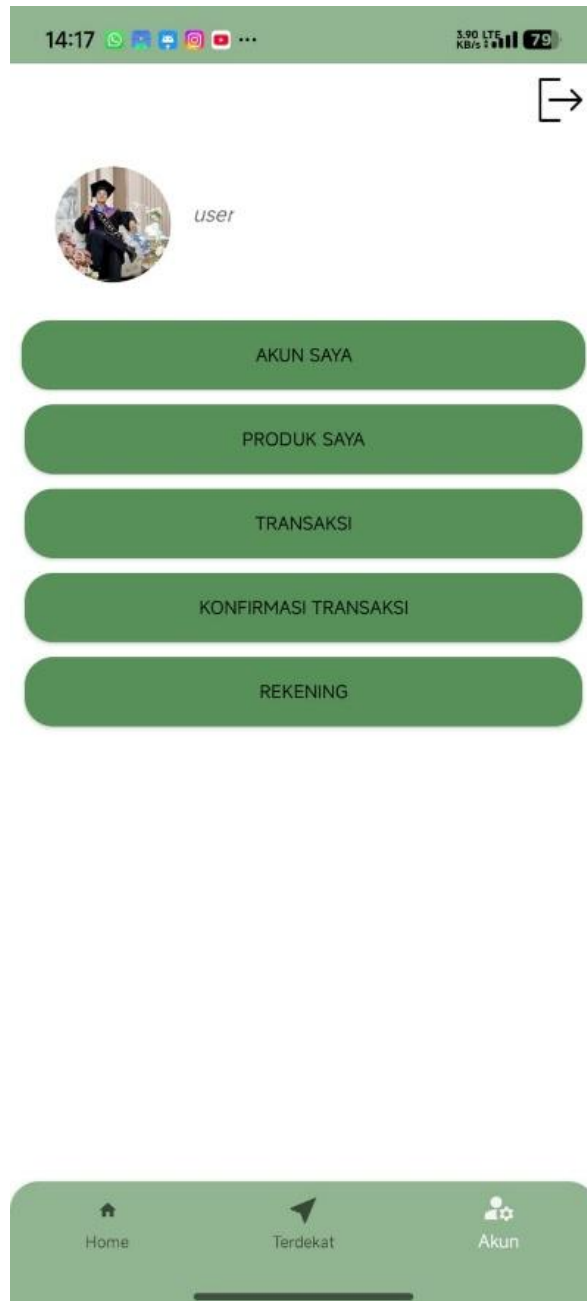 14:17 ... 3.90 KB/s LTE 79
user
AKUN SAYA
PRODUK SAYA
TRANSAKSI
KONFIRMASI TRANSAKSI
REKENING
Home Terdekat Akun